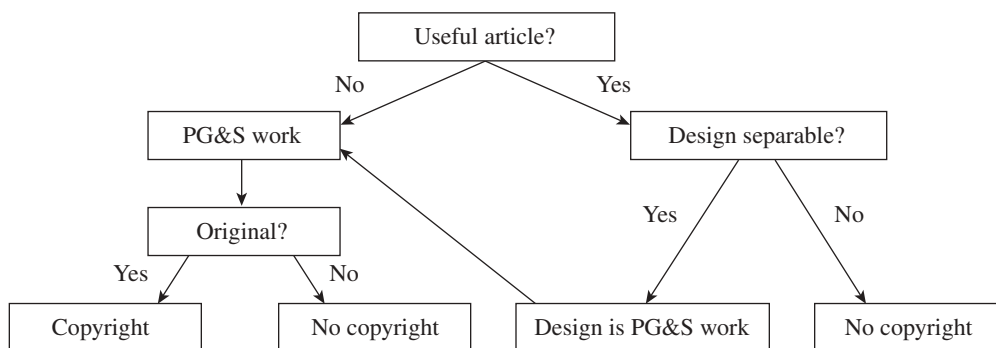 Useful article?
No
Yes
PG&S work
Design separable?
Original?
Yes
No
Yes
No
Copyright
No copyright
Design is PG&S work
No copyright